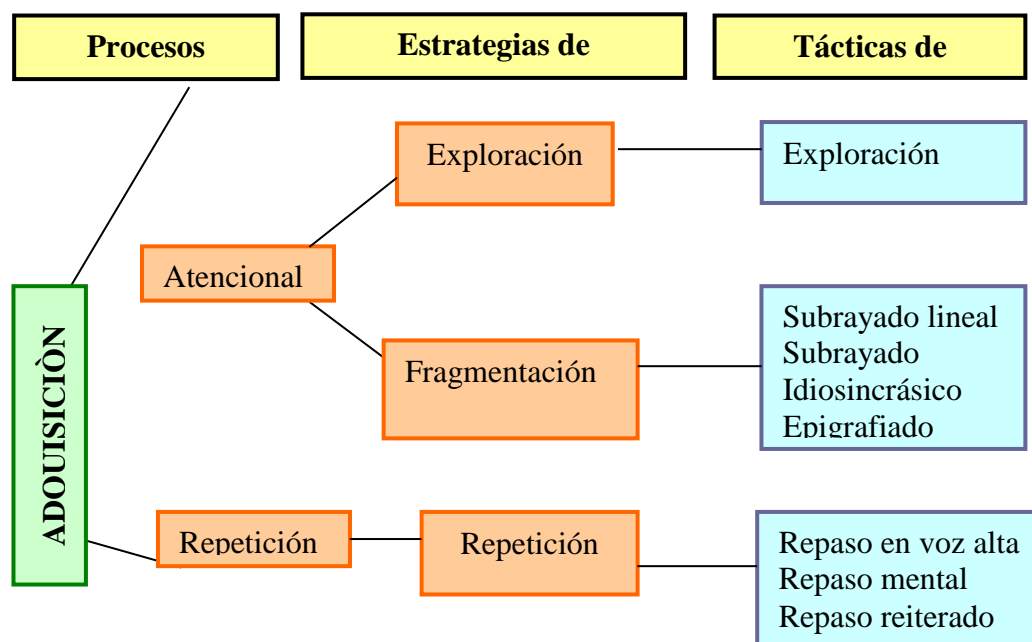 Procesos
Estrategias de
Tácticas de
Exploración
Exploración
Atencional
Fragmentación
Subrayado lineal
Subrayado
Idiosincrásico
Epigrafiado
ADQUISICIÒN
Repetición
Repetición
Repaso en voz alta
Repaso mental
Repaso reiterado